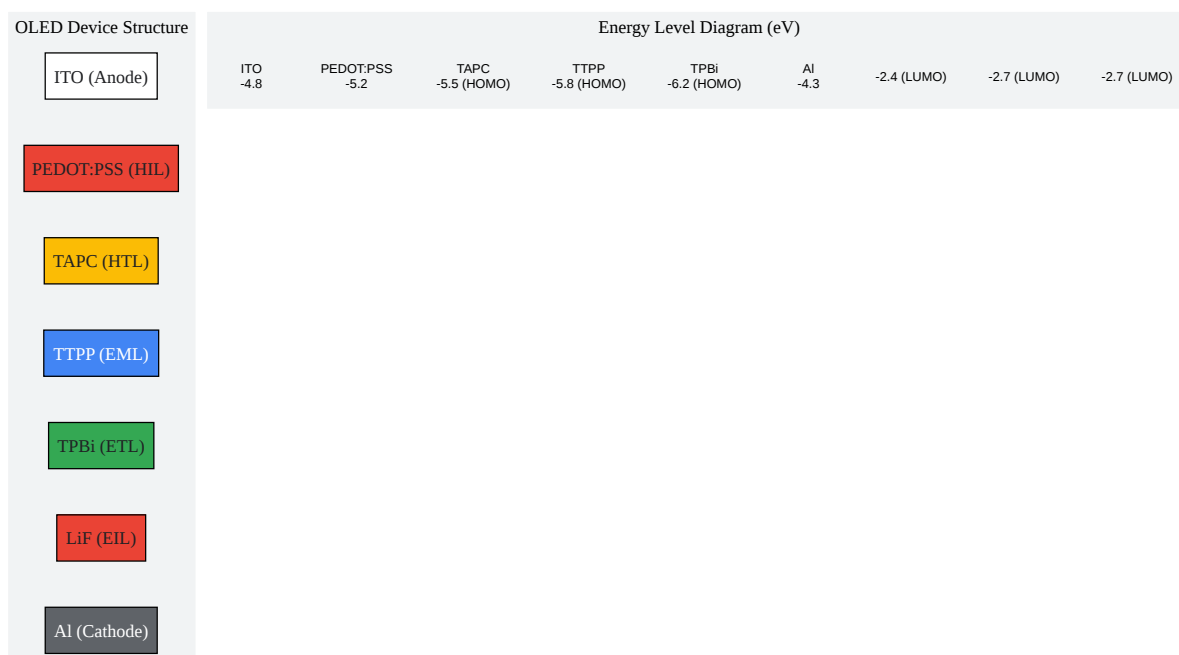 OLED Device Structure
ITO (Anode)
PEDOT:PSS (HIL)
TAPC (HTL)
TTPP (EML)
TPBi (ETL)
LiF (EIL)
Al (Cathode)
Energy Level Diagram (eV)
ITO
-4.8
PEDOT:PSS
-5.2
TAPC
-5.5 (HOMO)
TTPP
-5.8 (HOMO)
TPBi
-6.2 (HOMO)
Al
-4.3
-2.4 (LUMO)
-2.7 (LUMO)
-2.7 (LUMO)